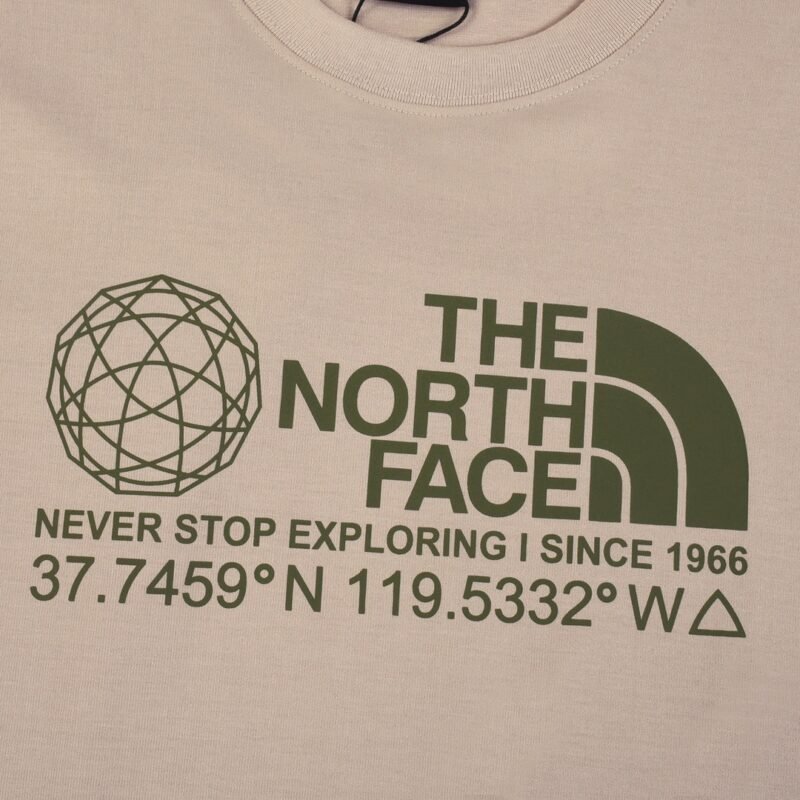 THE
NORTH
FACE
NEVER STOP EXPLORING | SINCE 1966
37.7459°N 119.5332°W△